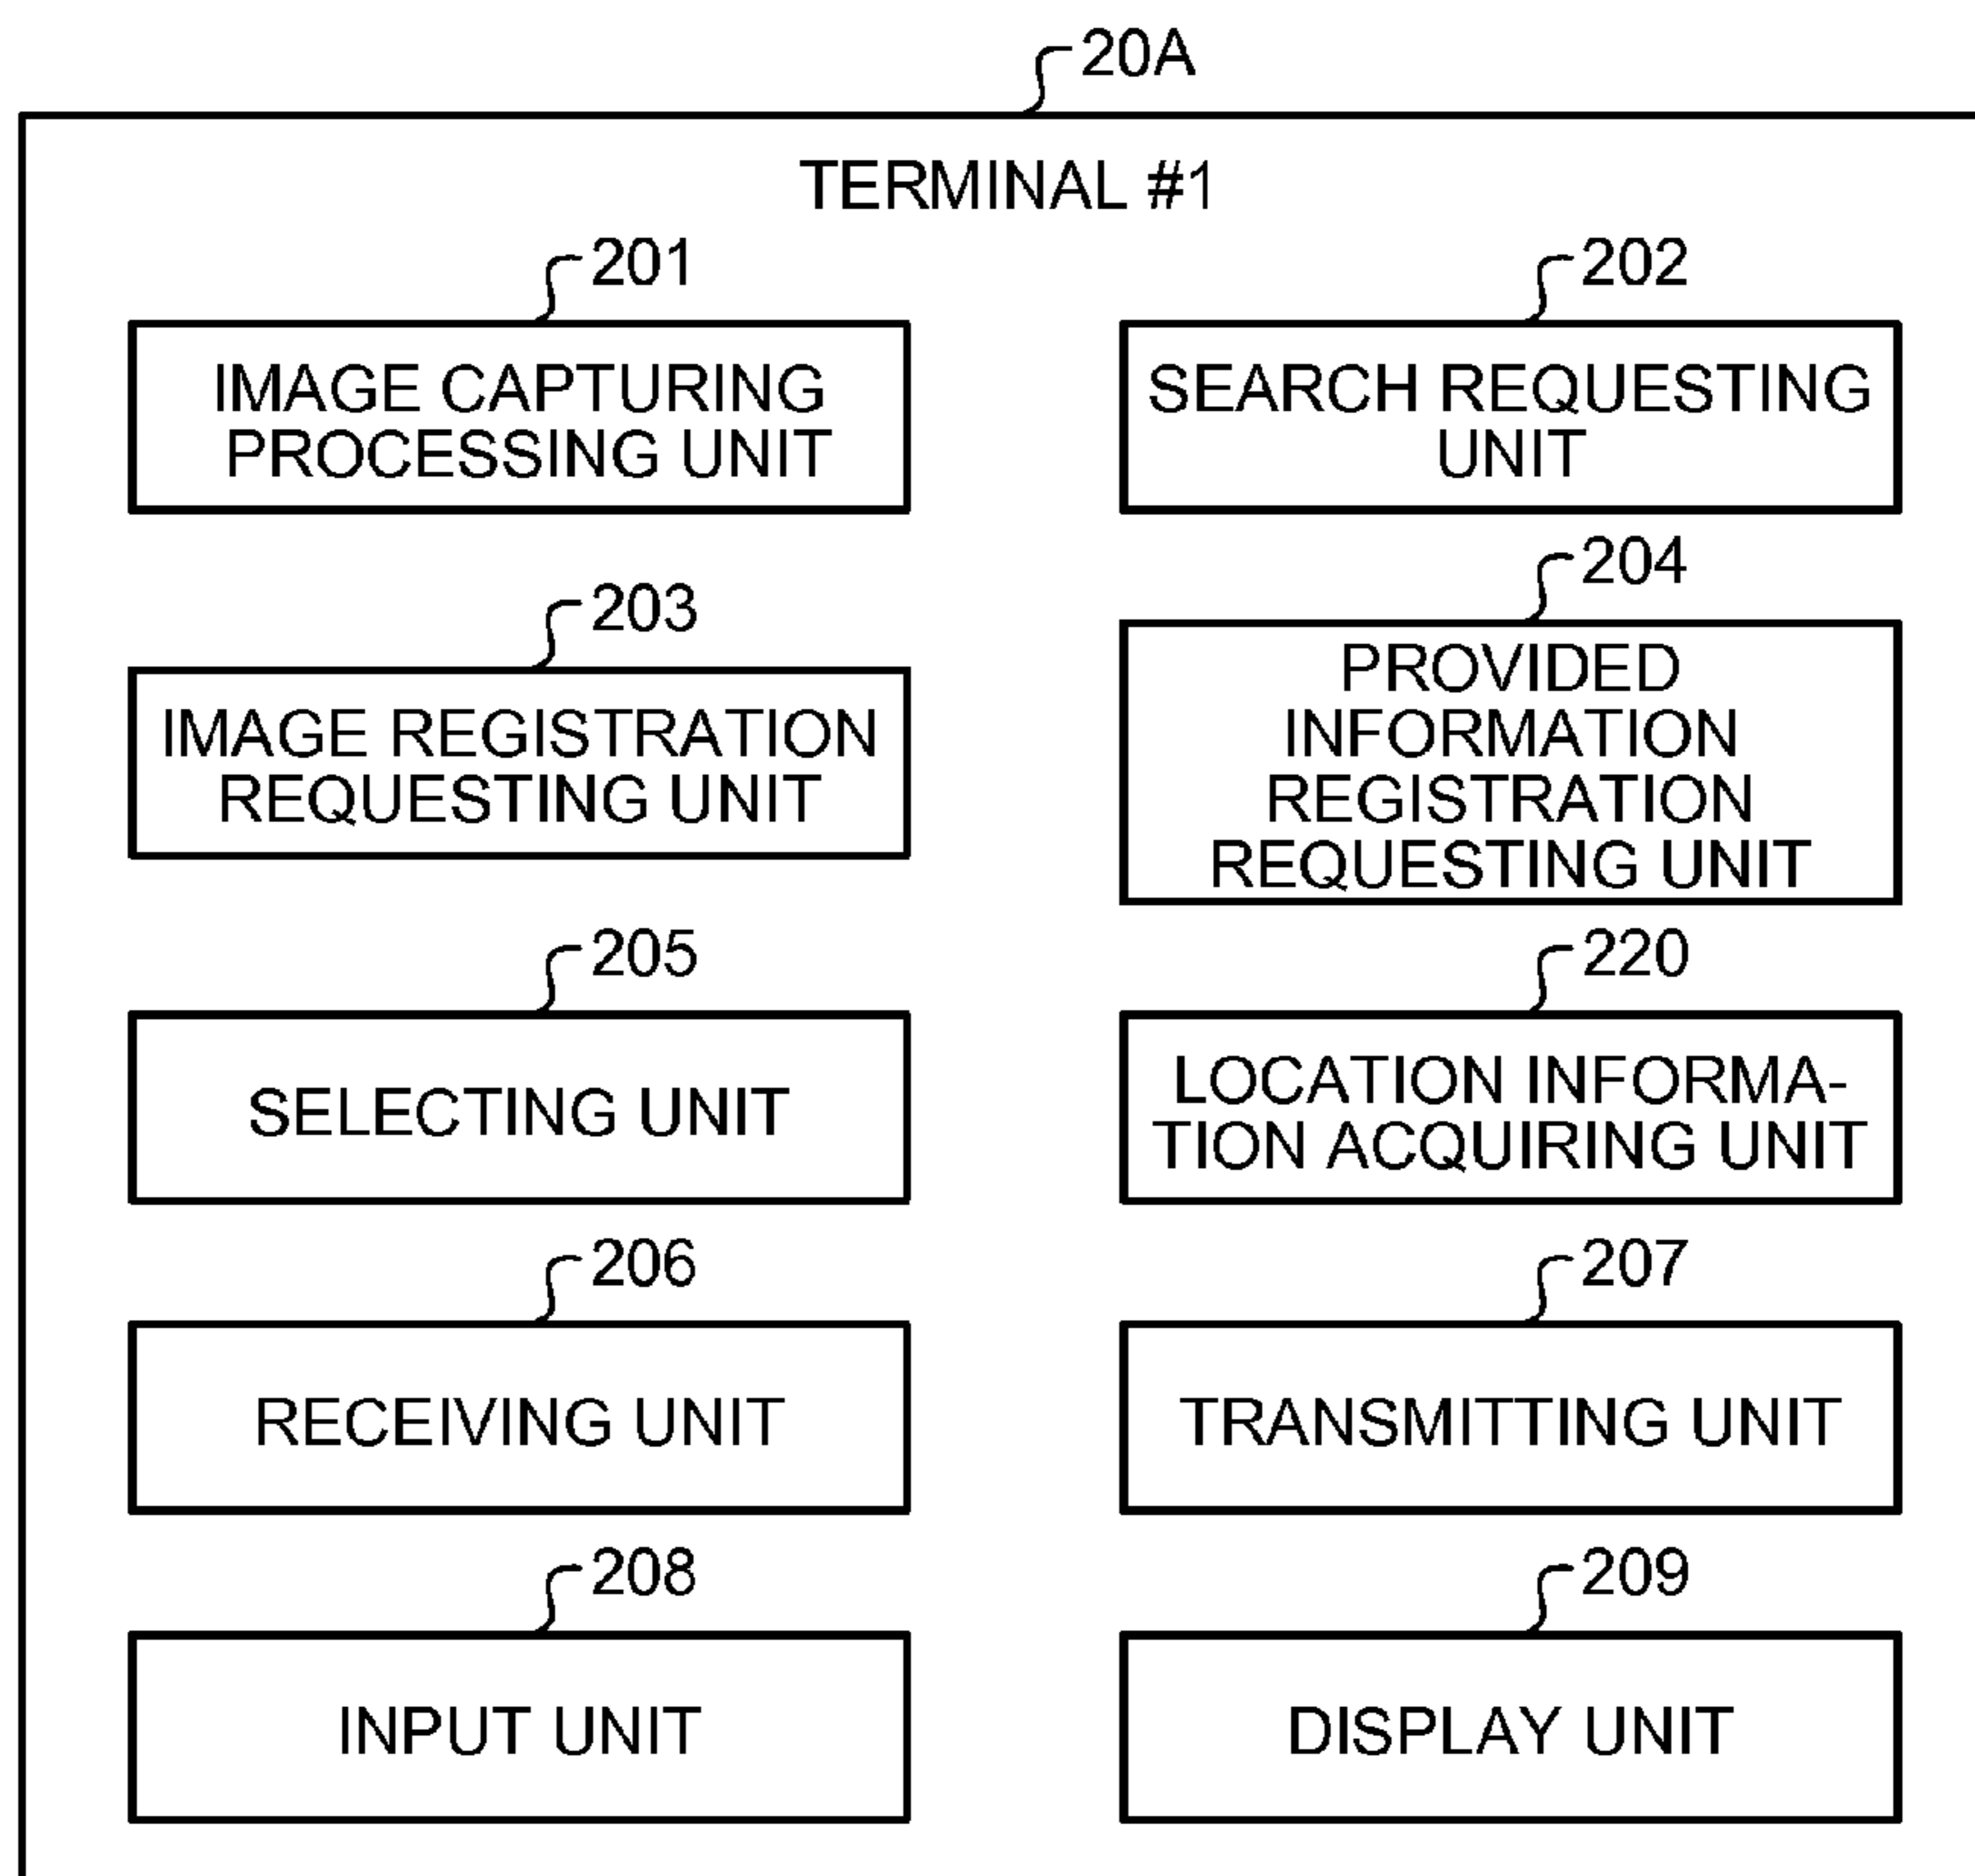 20A
TERMINAL #1
201
IMAGE CAPTURING
PROCESSING UNIT
202
SEARCH REQUESTING
UNIT
203
IMAGE REGISTRATION
REQUESTING UNIT
204
PROVIDED
INFORMATION
REGISTRATION
REQUESTING UNIT
205
SELECTING UNIT
220
LOCATION INFORMA-
TION ACQUIRING UNIT
206
RECEIVING UNIT
207
TRANSMITTING UNIT
208
INPUT UNIT
209
DISPLAY UNIT